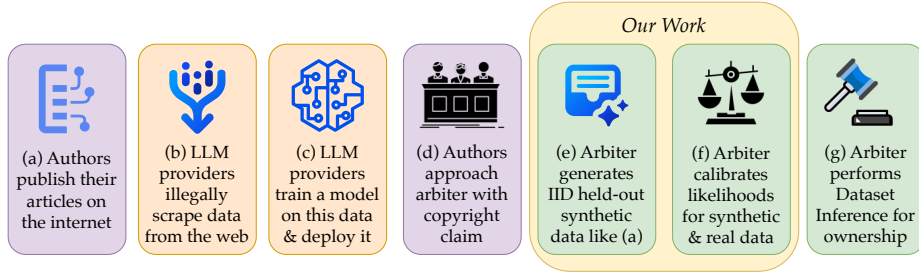 Our Work
(a) Authors
publish their
articles on
the internet
(b) LLM
providers
illegally
scrape data
from the web
(c) LLM
providers
train a model
on this data
& deploy it
(d) Authors
approach
arbiter with
copyright
claim
(e) Arbiter
generates
IID held-out
synthetic
data like (a)
(f) Arbiter
calibrates
likelihoods
for synthetic
& real data
(g) Arbiter
performs
Dataset
Inference for
ownership